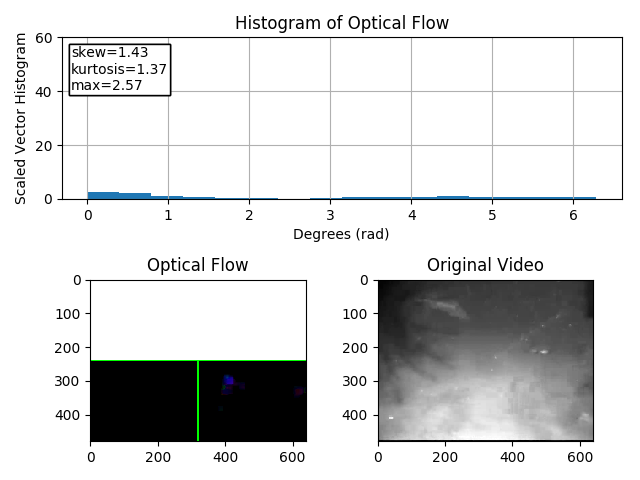 Histogram of Optical Flow
skew=1.43
kurtosis=1.37
max=2.57
Scaled Vector Histogram
60
40
20
0
0 1 2 3 4 5 6
Degrees (rad)
Optical Flow
0
100
200
300
400
0 200 400 600
Original Video
0
100
200
300
400
0 200 400 600